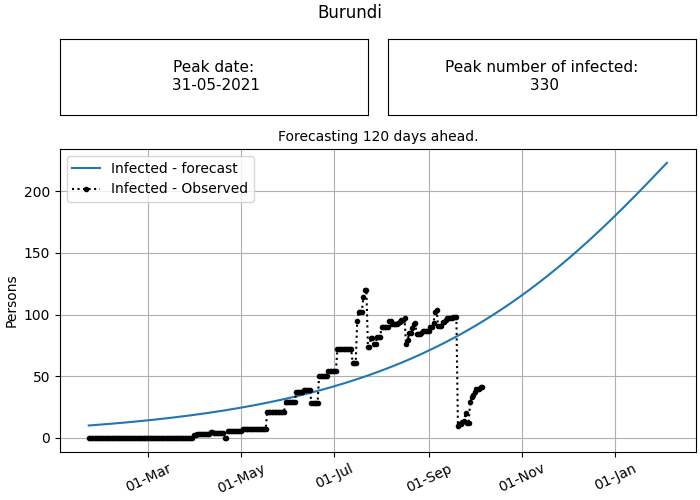 Burundi
Peak date:
31-05-2021
Peak number of infected:
330
Forecasting 120 days ahead.
Infected - forecast
Infected - Observed
200
150
100
50
0
Persons
01-Mar
01-May
01-Jul
01-Sep
01-Nov
01-Jan